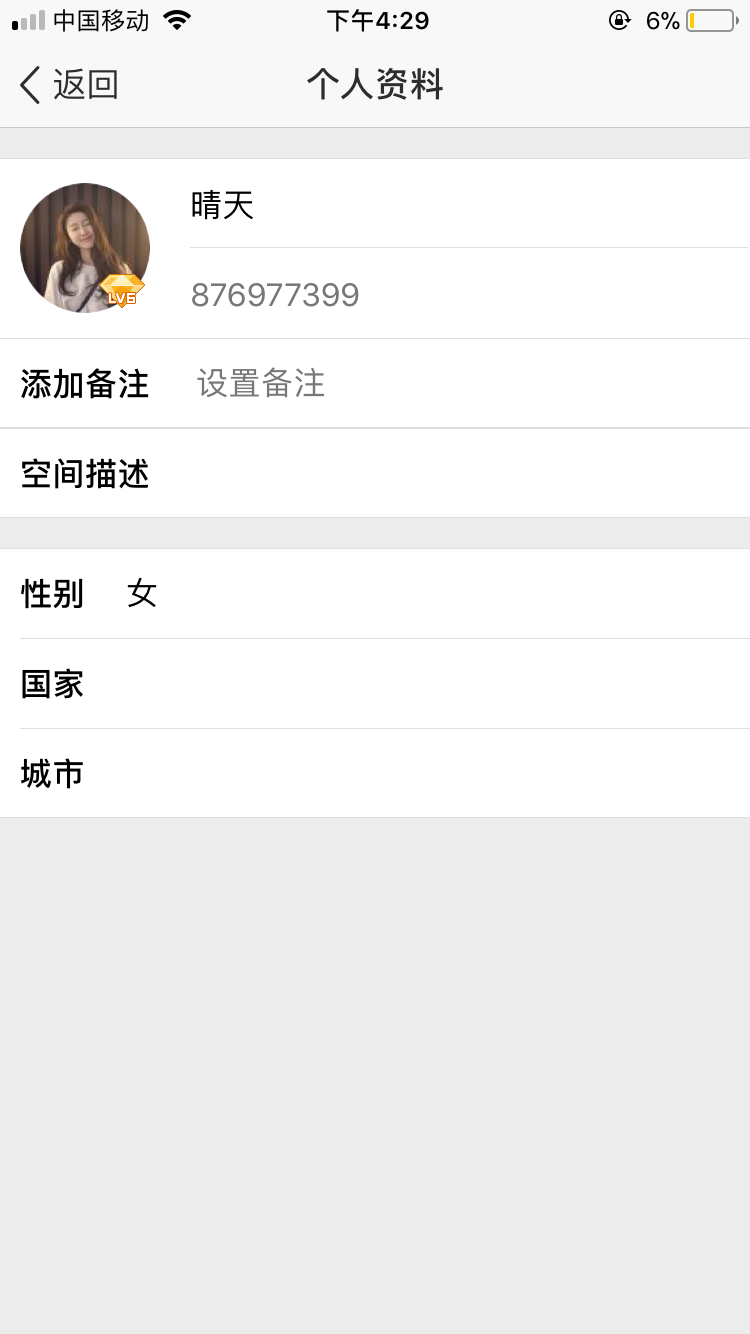 中国移动 下午4:29 6%
返回 个人资料
晴天
LV6
876977399
添加备注 设置备注
空间描述
性别 女
国家
城市